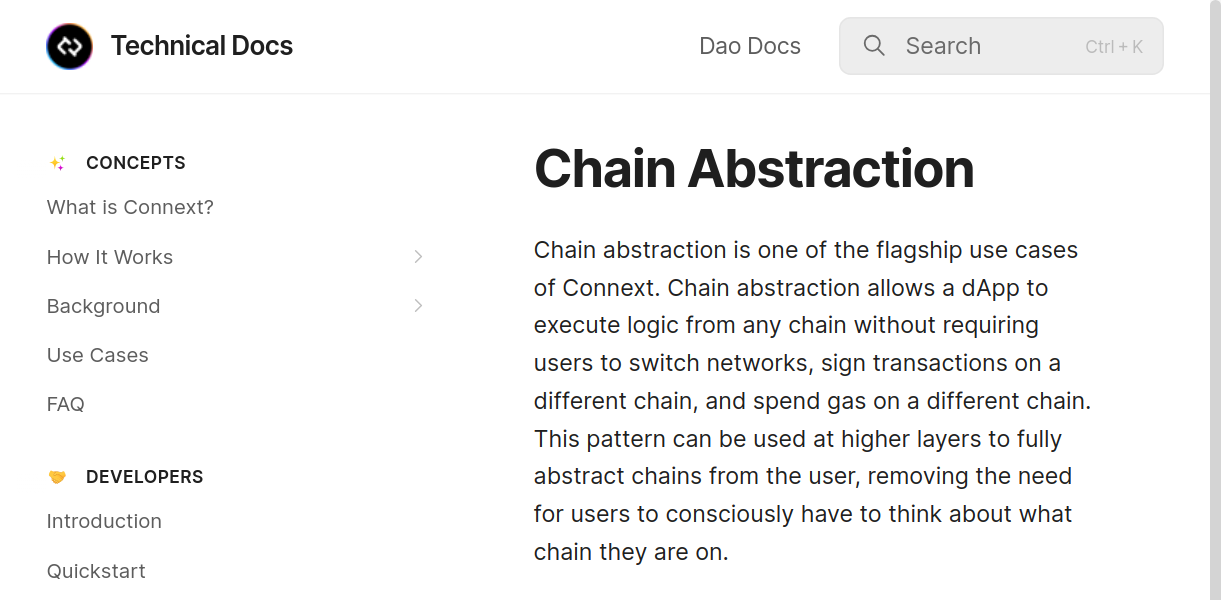 Technical Docs
Dao Docs
Search
Ctrl + K
CONCEPTS
What is Connext?
How It Works
Background
Use Cases
FAQ
DEVELOPERS
Introduction
Quickstart
Chain Abstraction
Chain abstraction is one of the flagship use cases
of Connext. Chain abstraction allows a dApp to
execute logic from any chain without requiring
users to switch networks, sign transactions on a
different chain, and spend gas on a different chain.
This pattern can be used at higher layers to fully
abstract chains from the user, removing the need
for users to consciously have to think about what
chain they are on.